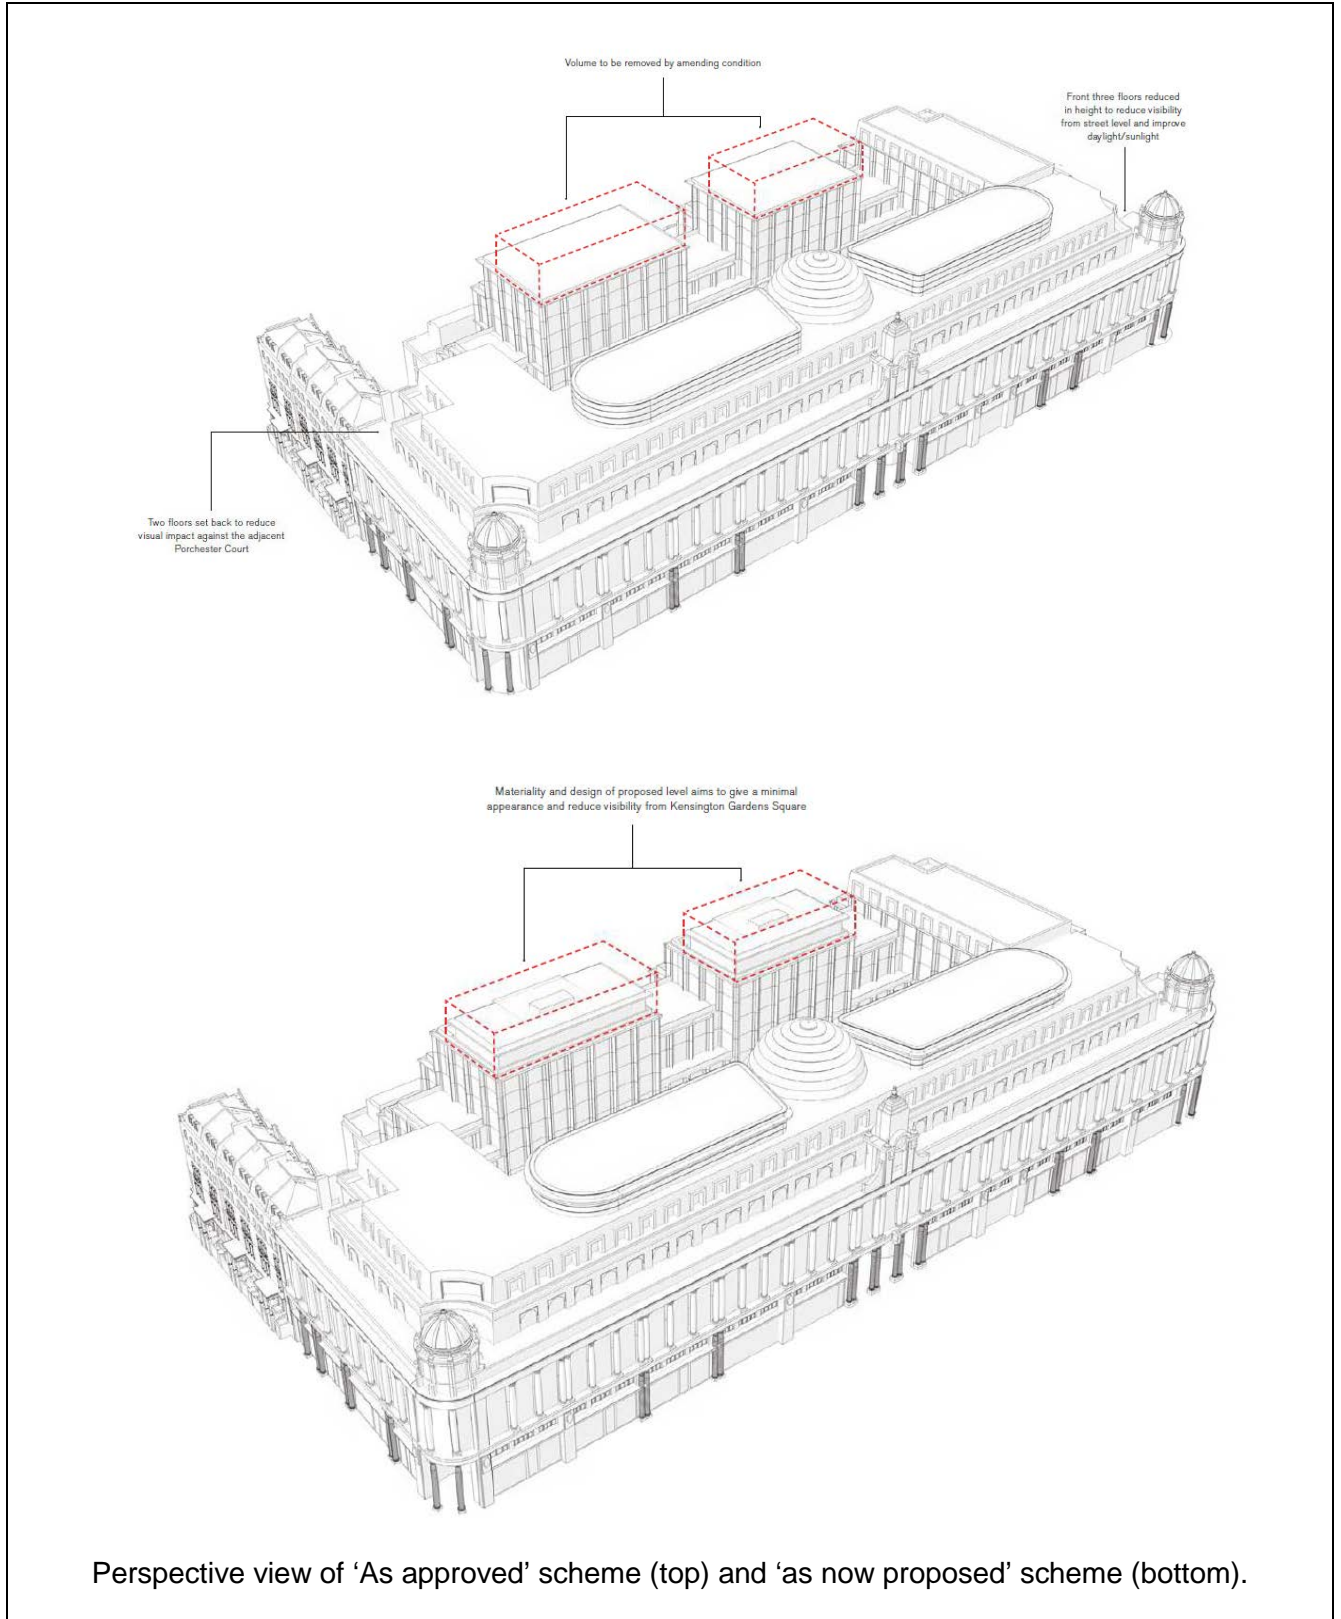 Volume to be removed by amending condition
Front three floors reduced
in height to reduce visibility
from street level and improve
daylight/sunlight
Two floors set back to reduce
visual impact against the adjacent
Porchester Court
Materiality and design of proposed level aims to give a minimal
appearance and reduce visibility from Kensington Gardens Square
Perspective view of ‘As approved’ scheme (top) and ‘as now proposed’ scheme (bottom).